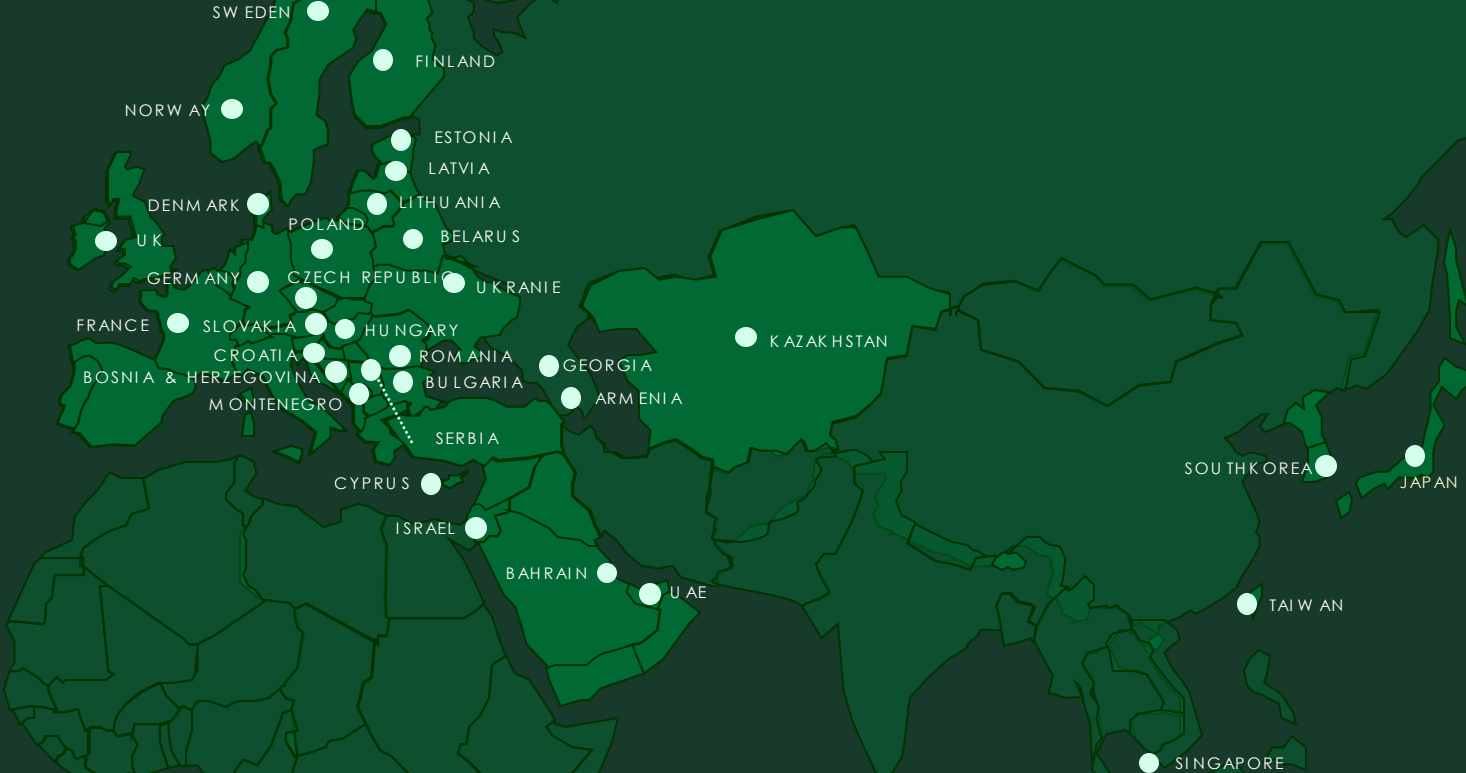 SWEDEN
FINLAND
NORWAY
ESTONIA
LATVIA
LITHUANIA
DENMARK
POLAND
UK
BELARUS
GERMANY
CZECH REPUBLIC
UKRANIE
FRANCE
SLOVAKIA
HUNGARY
KAZAKHSTAN
CROATIA
ROMANIA
GEORGIA
BOSNIA & HERZEGOVINA
BULGARIA
ARMENIA
MONTENEGRO
SERBIA
SOUTHKOREA
JAPAN
CYPRUS
ISRAEL
BAHRAIN
UAE
TAIWAN
SINGAPORE